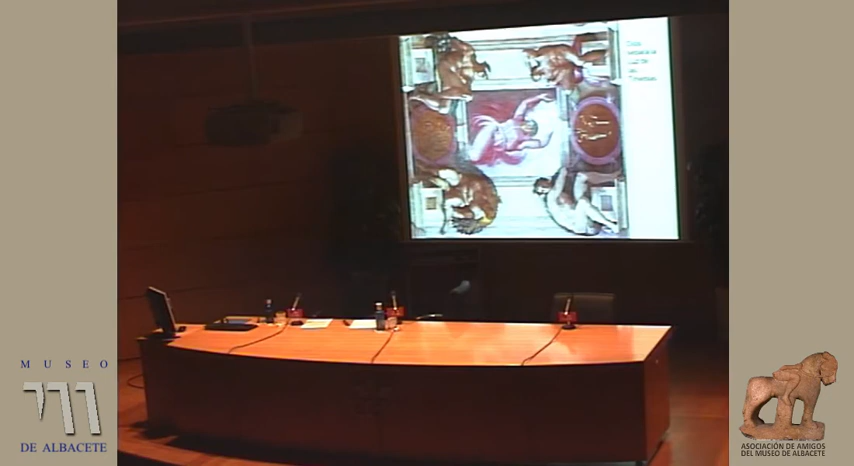 MUSEO
DE ALBACETE
ASOCIACIÓN DE AMIGOS
DEL MUSEO DE ALBACETE